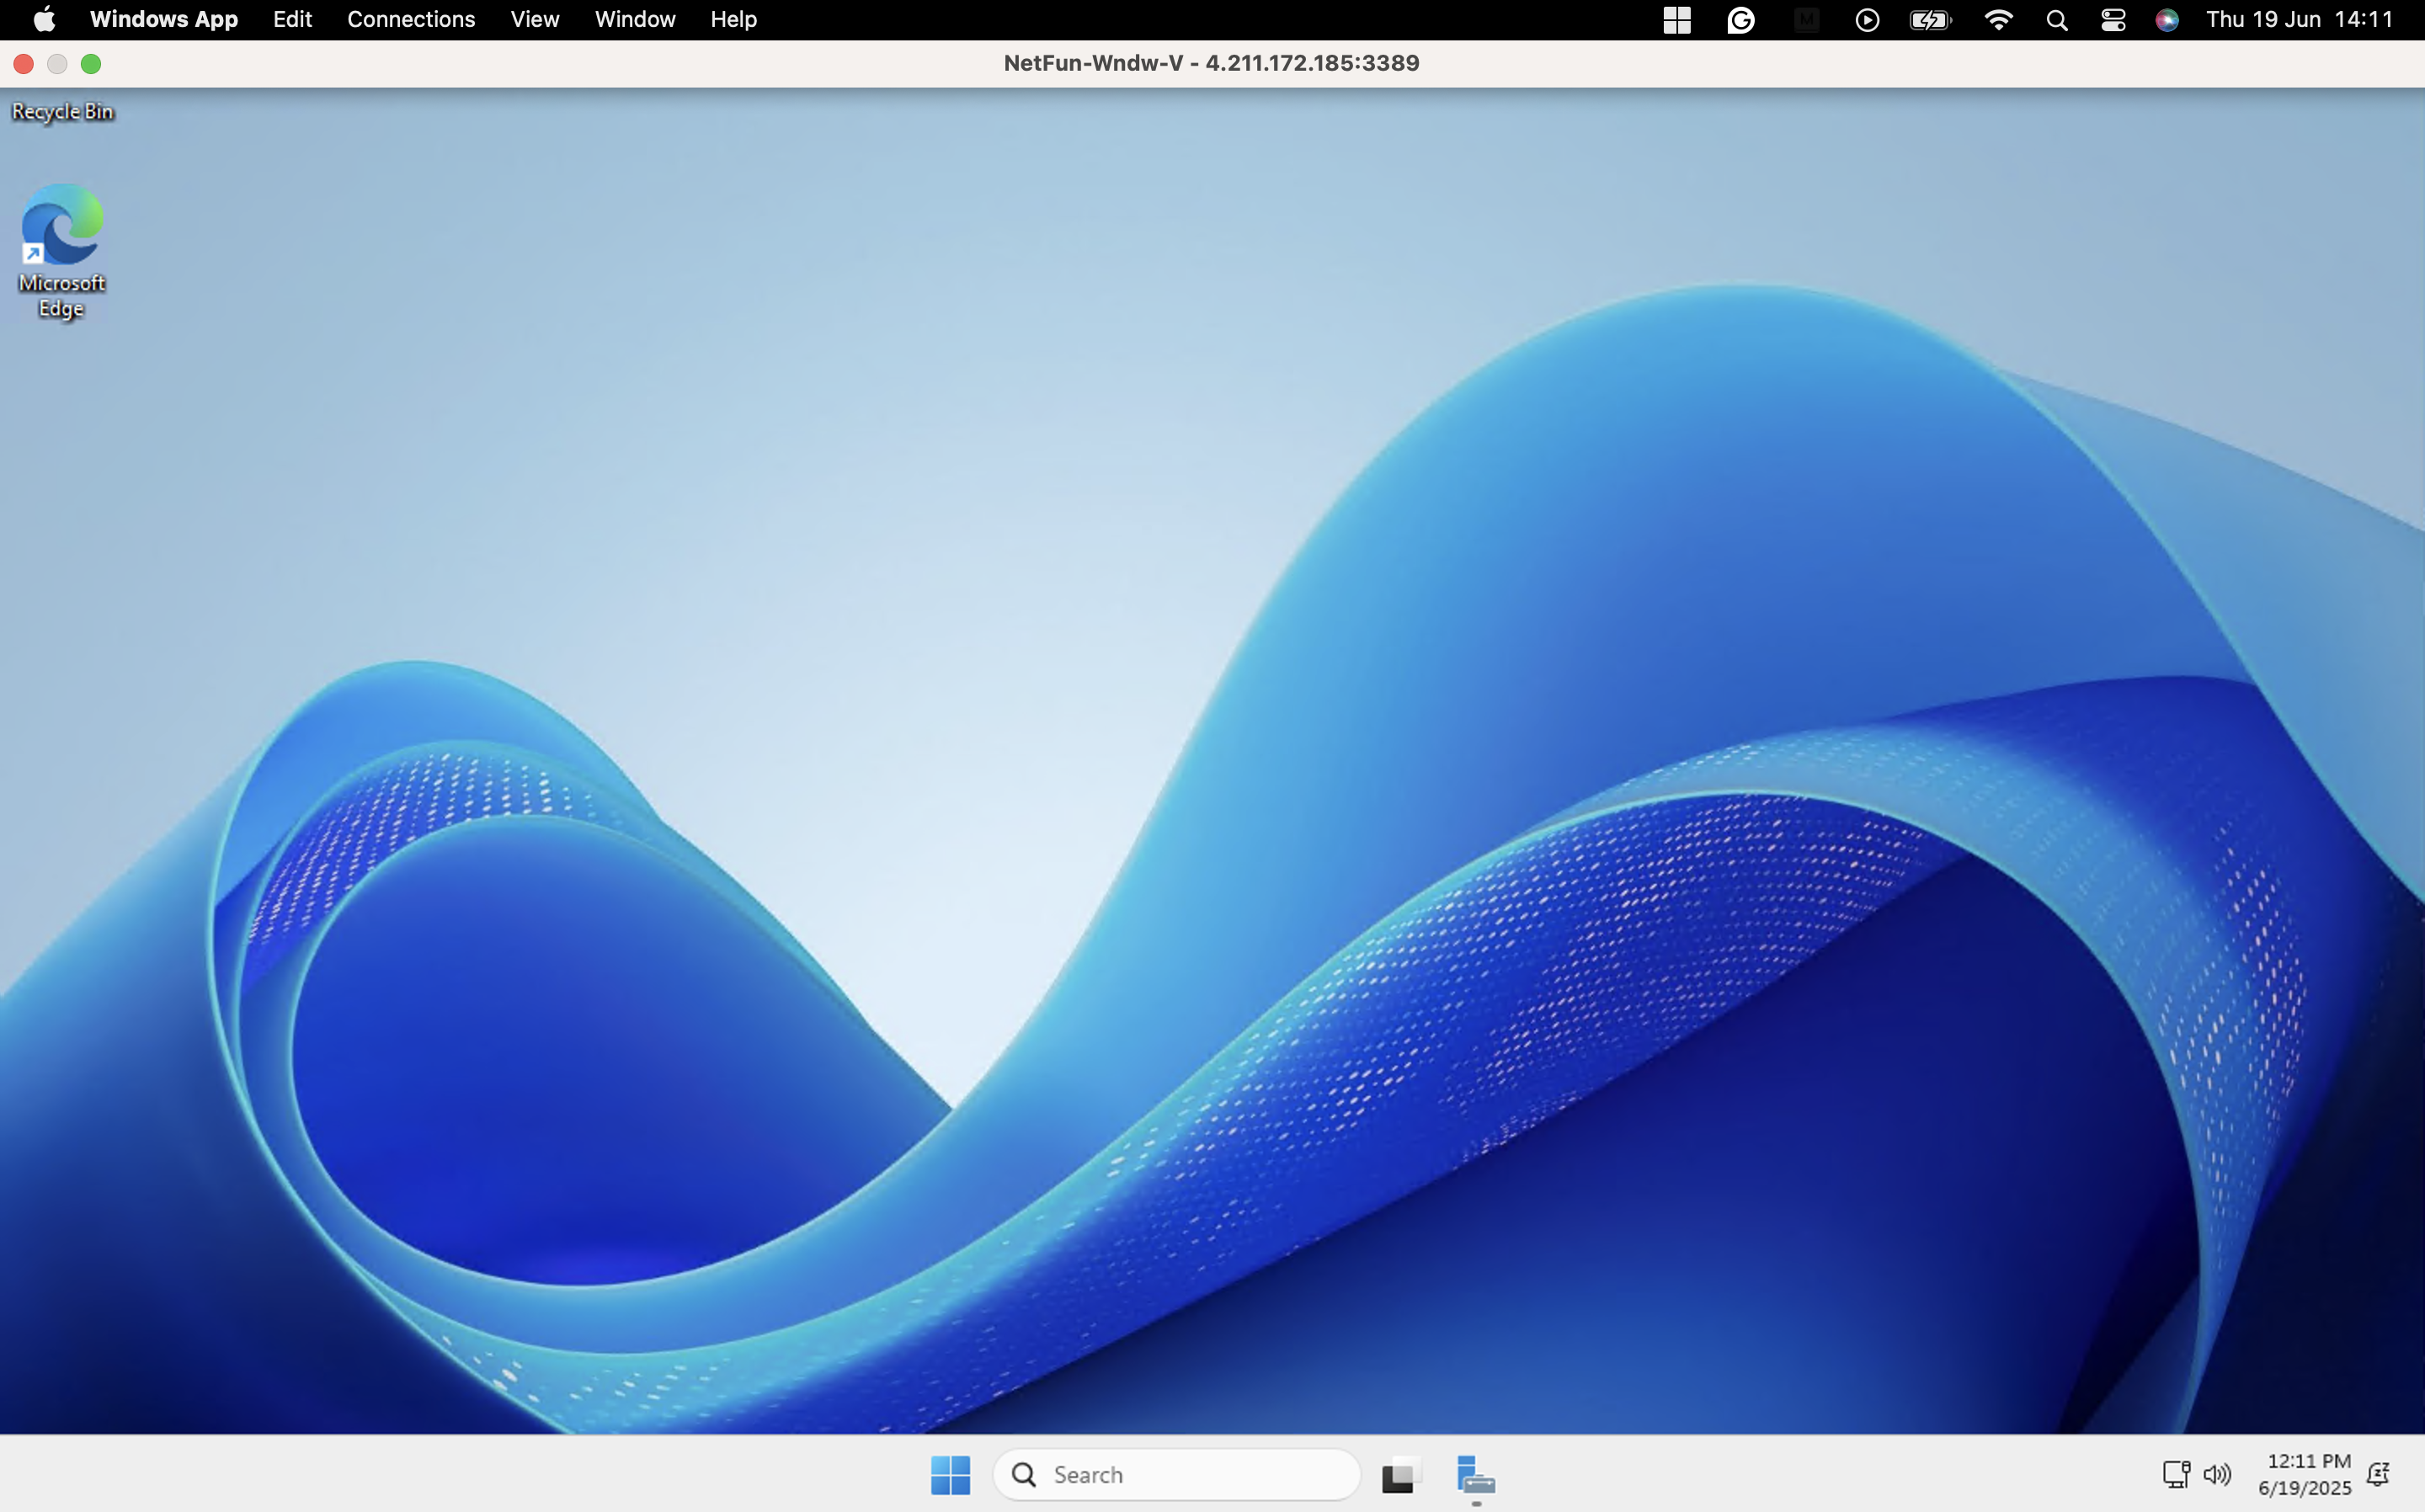 Windows App Edit Connections View Window Help Thu 19 Jun 14:11
NetFun-Wndw-V - 4.211.172.185:3389
Recycle Bin
Microsoft
Edge
Search
12:11 PM
6/19/2025